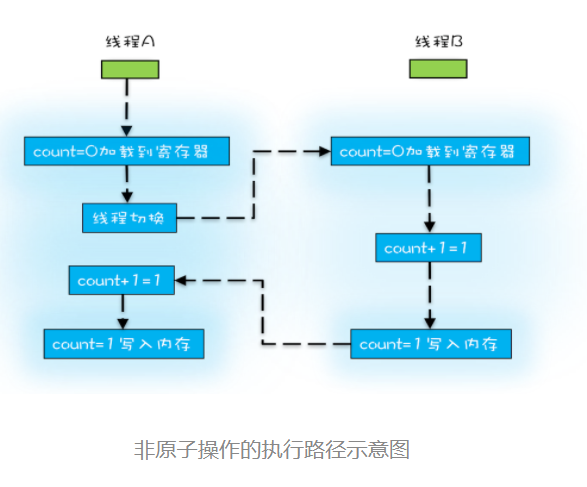 线程A
线程B
count=0加载到寄存器
count=0加载到寄存器
线程切换
count+1=1
count+1=1
count=1写入内存
count=1写入内存
非原子操作的执行路径示意图